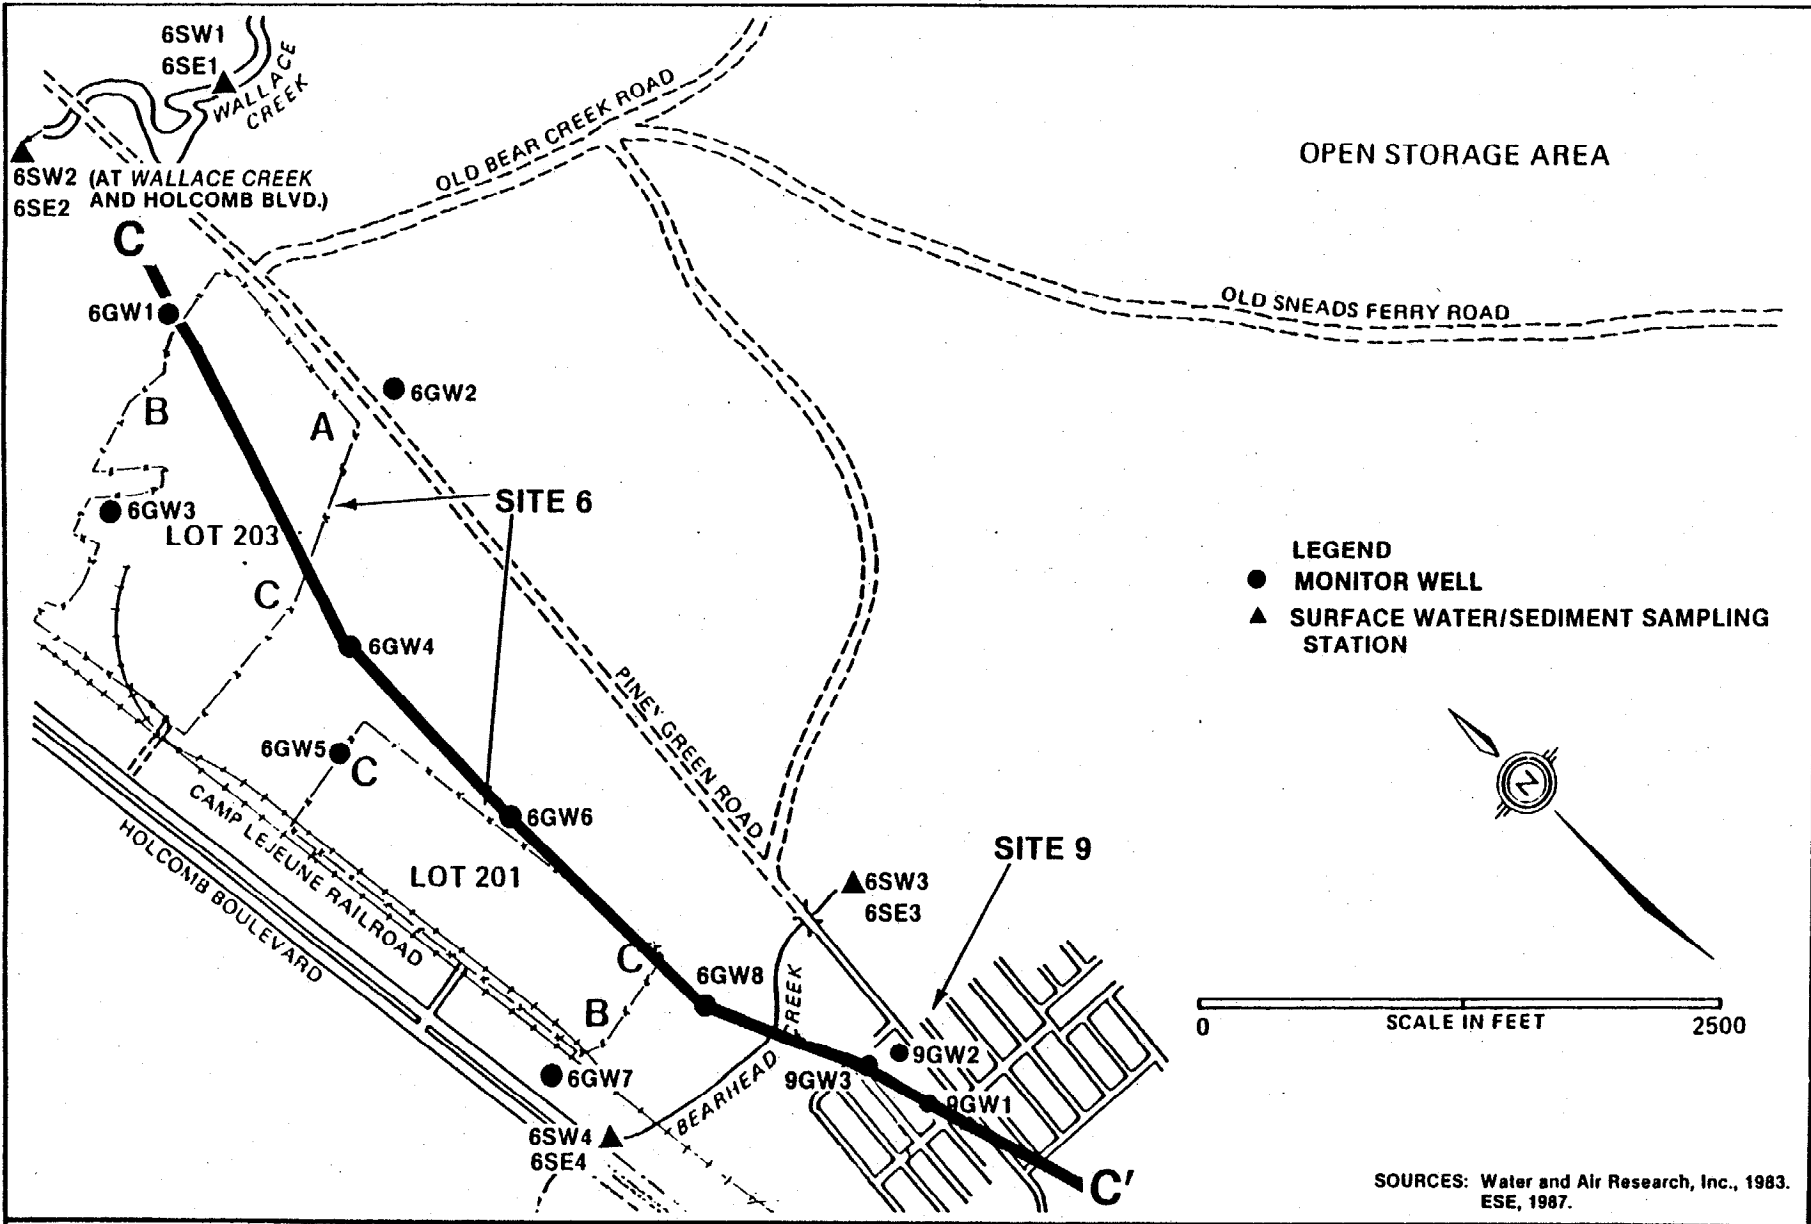 6SW1
6SE1
WALLACE
CREEK
6SW2 (AT WALLACE CREEK
6SE2 AND HOLCOMB BLVD.)
OLD BEAR CREEK ROAD
OPEN STORAGE AREA
C
6GW1
OLD SNEADS FERRY ROAD
6GW2
B
A
SITE 6
6GW3
LOT 203
C
6GW4
LEGEND
MONITOR WELL
SURFACE WATER/SEDIMENT SAMPLING
STATION
PINEY GREEN ROAD
6GW5
C
6GW6
N
CAMP LEJEUNE RAILROAD
HOLCOMB BOULEVARD
LOT 201
SITE 9
6SW3
6SE3
C
6GW8
B
BEARHEAD CREEK
0
SCALE IN FEET
2500
9GW2
9GW3
6GW7
9GW1
6SW4
6SE4
C'
SOURCES: Water and Air Research, Inc., 1983.
ESE, 1987.